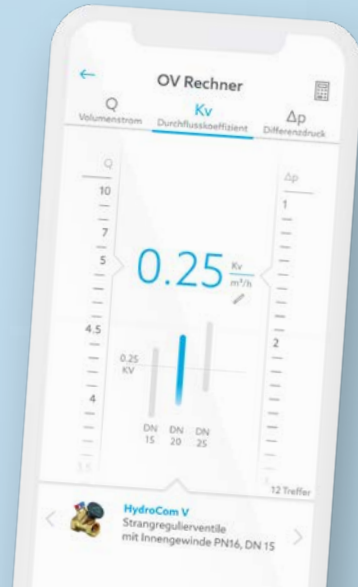 OV Rechner
Q
Volumenstrom
Kv
Durchflusskoeffizient
Δp
Differenzdruck
Q
10
7
5
4.5
4
3.5
Δp
1
2
0.25
Kv
m³/h
0.25
KV
DN
15
DN
20
DN
25
12 Treffer
HydroCom V
Strangregulierventile
mit Innengewinde PN16, DN 15